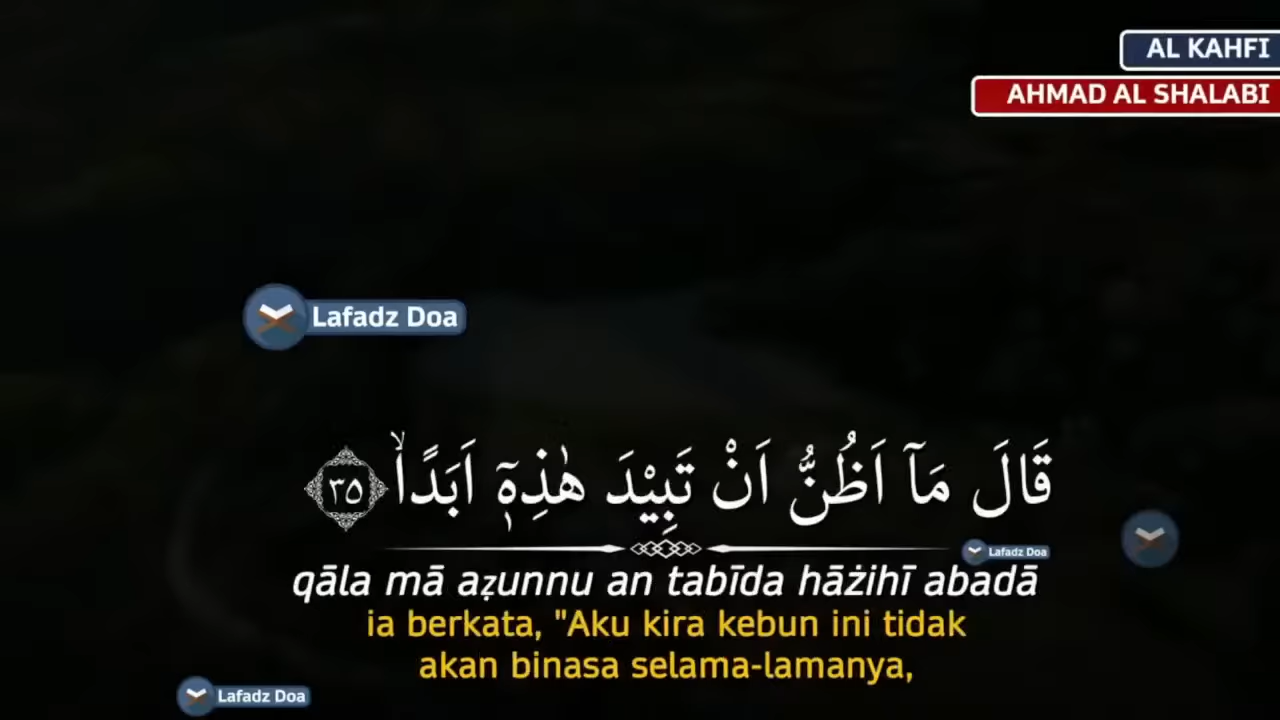 AL KAHFI
AHMAD AL SHALABI
Lafadz Doa
قَالَ مَآ اَظُنُّ اَنْ تَبِيْدَ هٰذِهٖٓ اَبَدًاۙ ٣٥
Lafadz Doa
qāla mā aẓunnu an tabīda hāżihī abadā
ia berkata, "Aku kira kebun ini tidak
akan binasa selama-lamanya,
Lafadz Doa